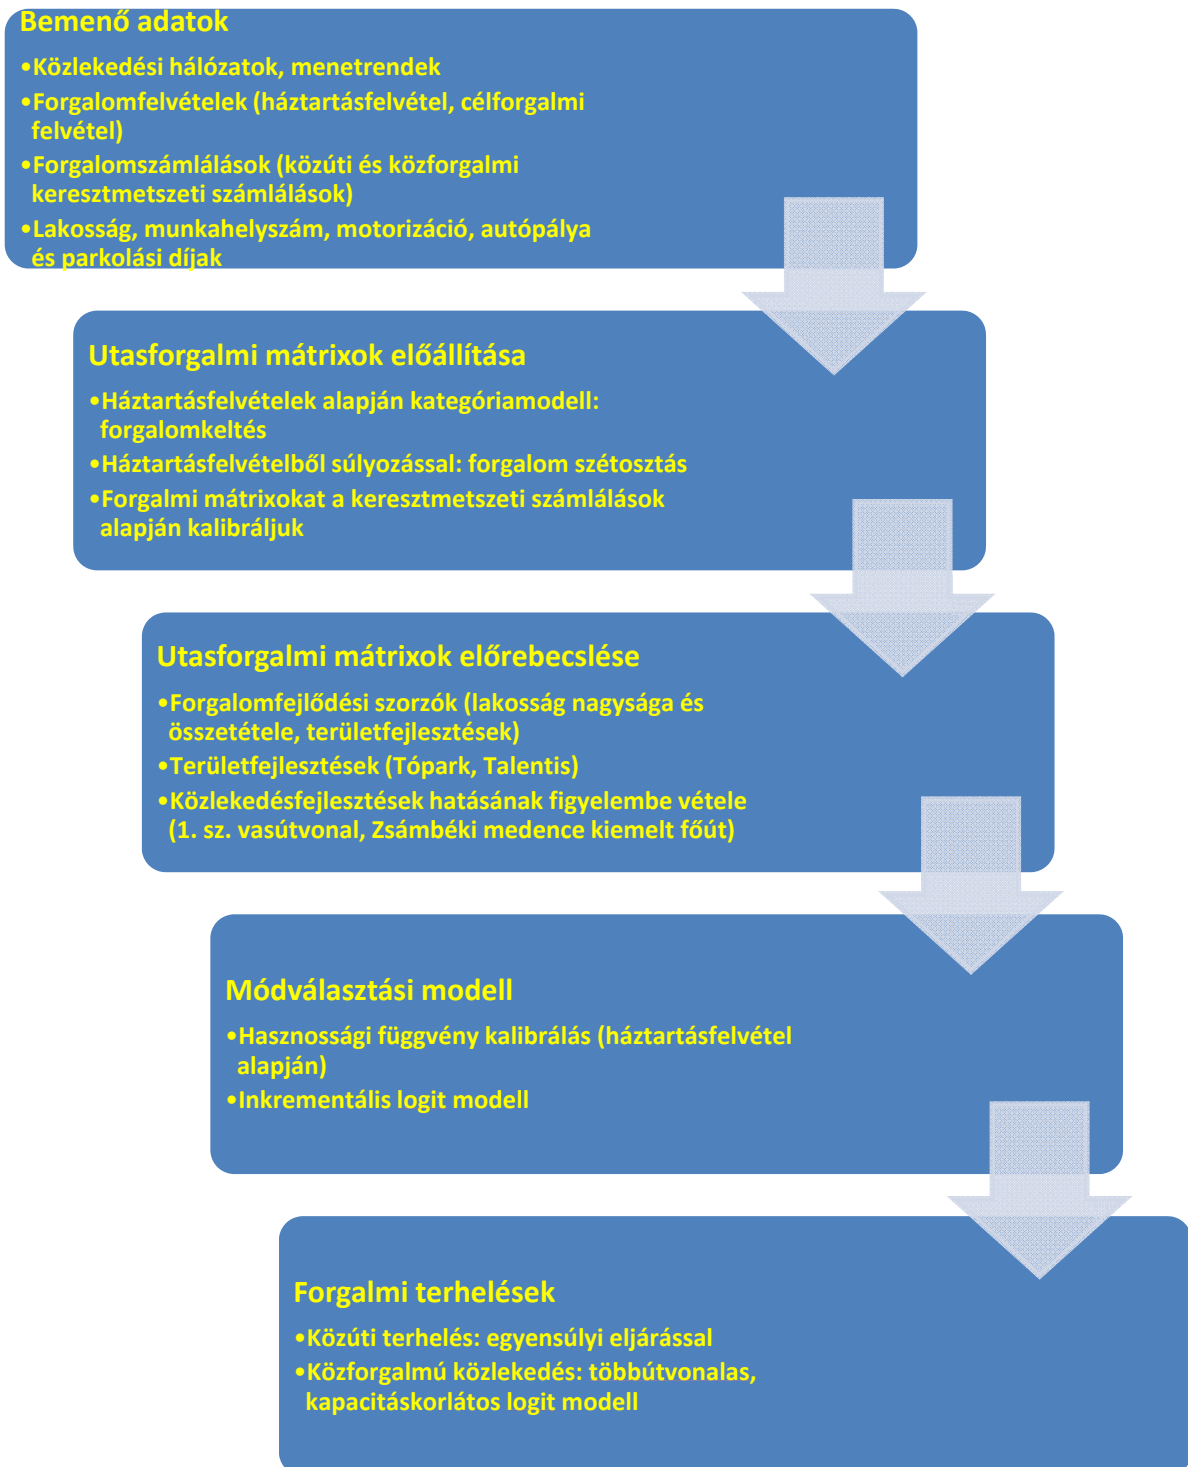 Bemenő adatok
•Közlekedési hálózatok, menetrendek
•Forgalomfelvételek (háztartásfelvétel, célforgalmi
felvétel)
•Forgalomszámlálások (közúti és közforgalmi
keresztmetszeti számlálások)
•Lakosság, munkahelyszám, motorizáció, autópálya
és parkolási díjak
Utasforgalmi mátrixok előállítása
•Háztartásfelvételek alapján kategóriamodell:
forgalomkeltés
•Háztartásfelvételből súlyozással: forgalom szétosztás
•Forgalmi mátrixokat a keresztmetszeti számlálások
alapján kalibráljuk
Utasforgalmi mátrixok előrebecslése
•Forgalomfejlődési szorzók (lakosság nagysága és
összetétele, területfejlesztések)
•Területfejlesztések (Tópark, Talentis)
•Közlekedésfejlesztések hatásának figyelembe vétele
(1. sz. vasútvonal, Zsámbéki medence kiemelt főút)
Módválasztási modell
•Hasznossági függvény kalibrálás (háztartásfelvétel
alapján)
•Inkrementális logit modell
Forgalmi terhelések
•Közúti terhelés: egyensúlyi eljárással
•Közforgalmú közlekedés: többútvonalas,
kapacitáskorlátos logit modell